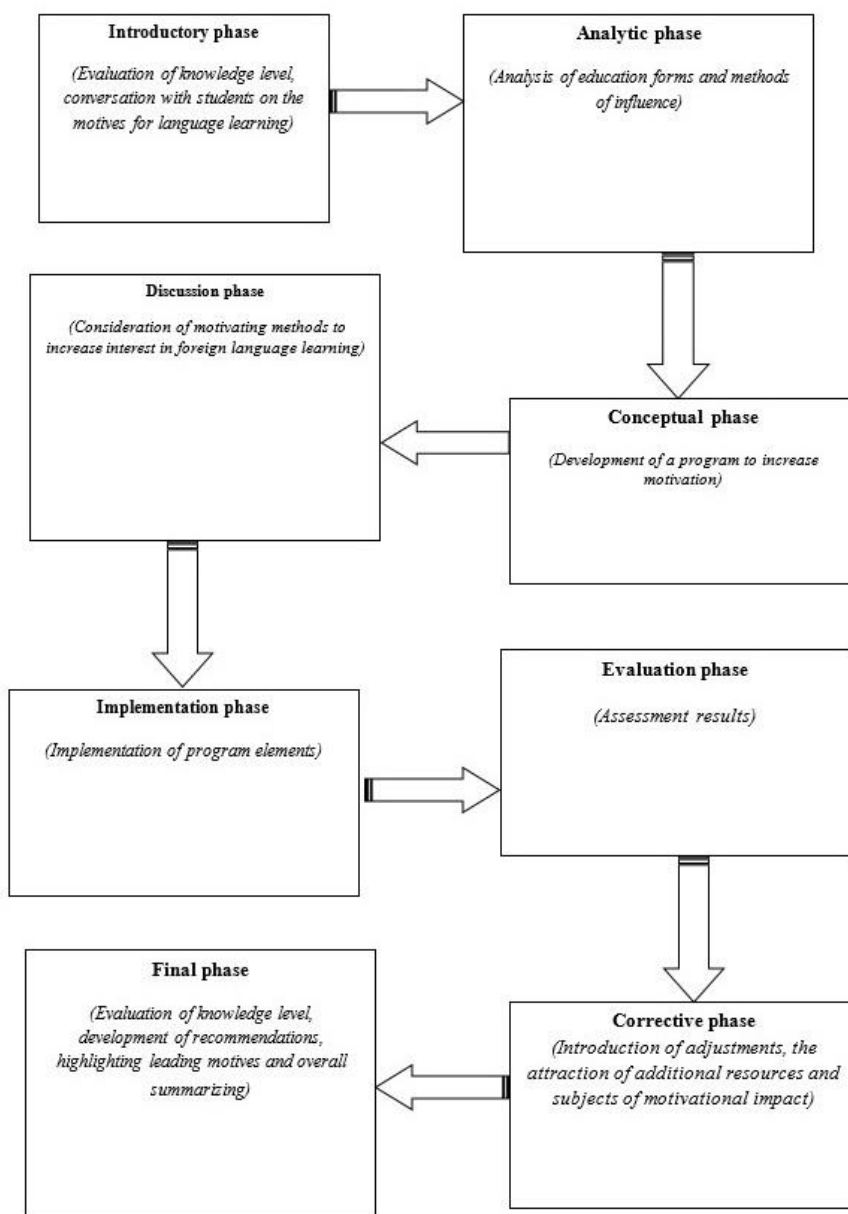 Introductory phase
(Evaluation of knowledge level,
conversation with students on the
motives for language learning)
Analytic phase
(Analysis of education forms and methods
of influence)
Discussion phase
(Consideration of motivating methods to
increase interest in foreign language learning)
Conceptual phase
(Development of a program to increase
motivation)
Implementation phase
(Implementation of program elements)
Evaluation phase
(Assessment results)
Final phase
(Evaluation of knowledge level,
development of recommendations,
highlighting leading motives and overall
summarizing)
Corrective phase
(Introduction of adjustments, the
attraction of additional resources and
subjects of motivational impact)